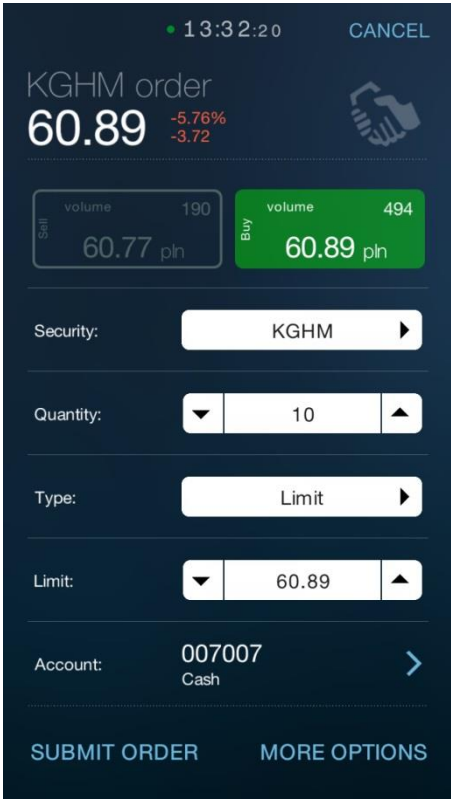 13:32:20 CANCEL
KGHM order
60.89 -5.76%
-3.72
volume 190
Sell
60.77 pln
volume 494
Buy
60.89 pln
Security: KGHM
Quantity: 10
Type: Limit
Limit: 60.89
Account: 007007
Cash
SUBMIT ORDER MORE OPTIONS